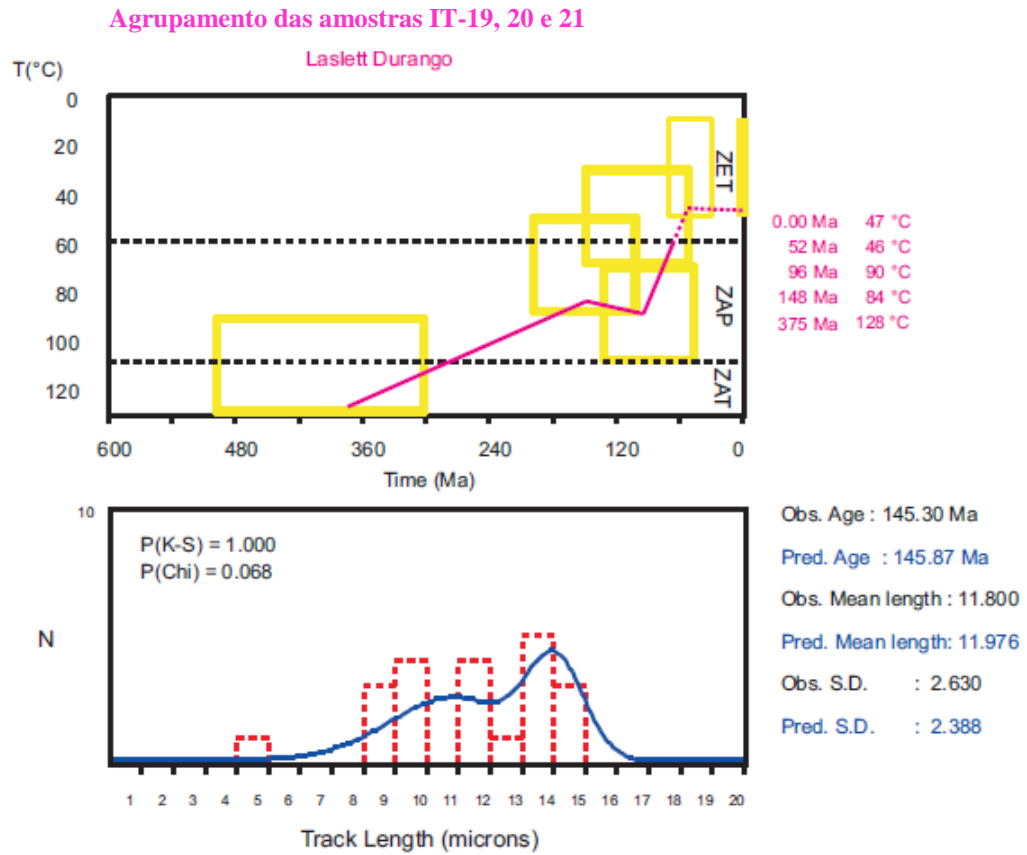 Agrupamento das amostras IT-19, 20 e 21
Laslett Durango
T(°C)
0
20
40
60
80
100
120
ZET
ZAP
ZAT
600 480 360 240 120 0
Time (Ma)
0.00 Ma 47 °C
52 Ma 46 °C
96 Ma 90 °C
148 Ma 84 °C
375 Ma 128 °C
10
P(K-S) = 1.000
P(Chi) = 0.068
N
1 2 3 4 5 6 7 8 9 10 11 12 13 14 15 16 17 18 19 20
Track Length (microns)
Obs. Age : 145.30 Ma
Pred. Age : 145.87 Ma
Obs. Mean length : 11.800
Pred. Mean length: 11.976
Obs. S.D. : 2.630
Pred. S.D. : 2.388